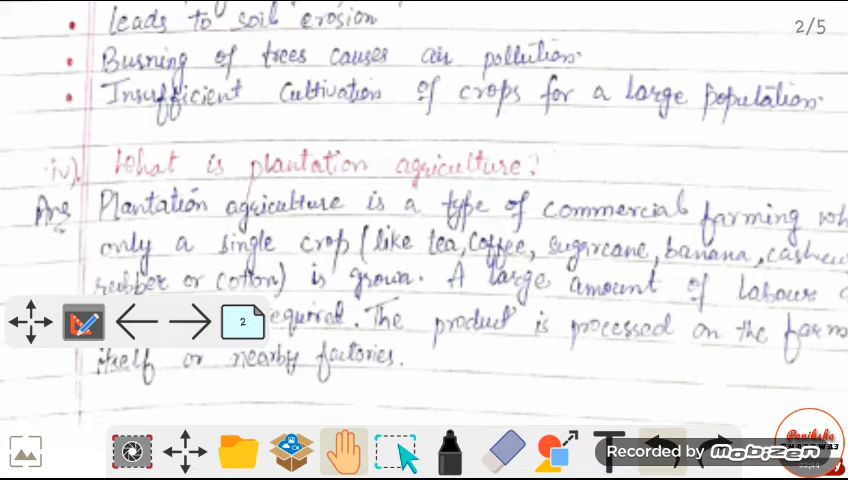 • Leads to soil erosion
2/5
• Burning of trees causes air pollution.
• Insufficient cultivation of crops for a large population.
iv). What is plantation agriculture?
Ans Plantation agriculture is a type of commercial farming
only a single crop (like tea, coffee, sugarcane, banana, cashew
rubber or cotton) is grown. A large amount of labour
required. The product is processed on the farm
itself or nearby factories.
2
T
Recorded by mobizen
Paniksha